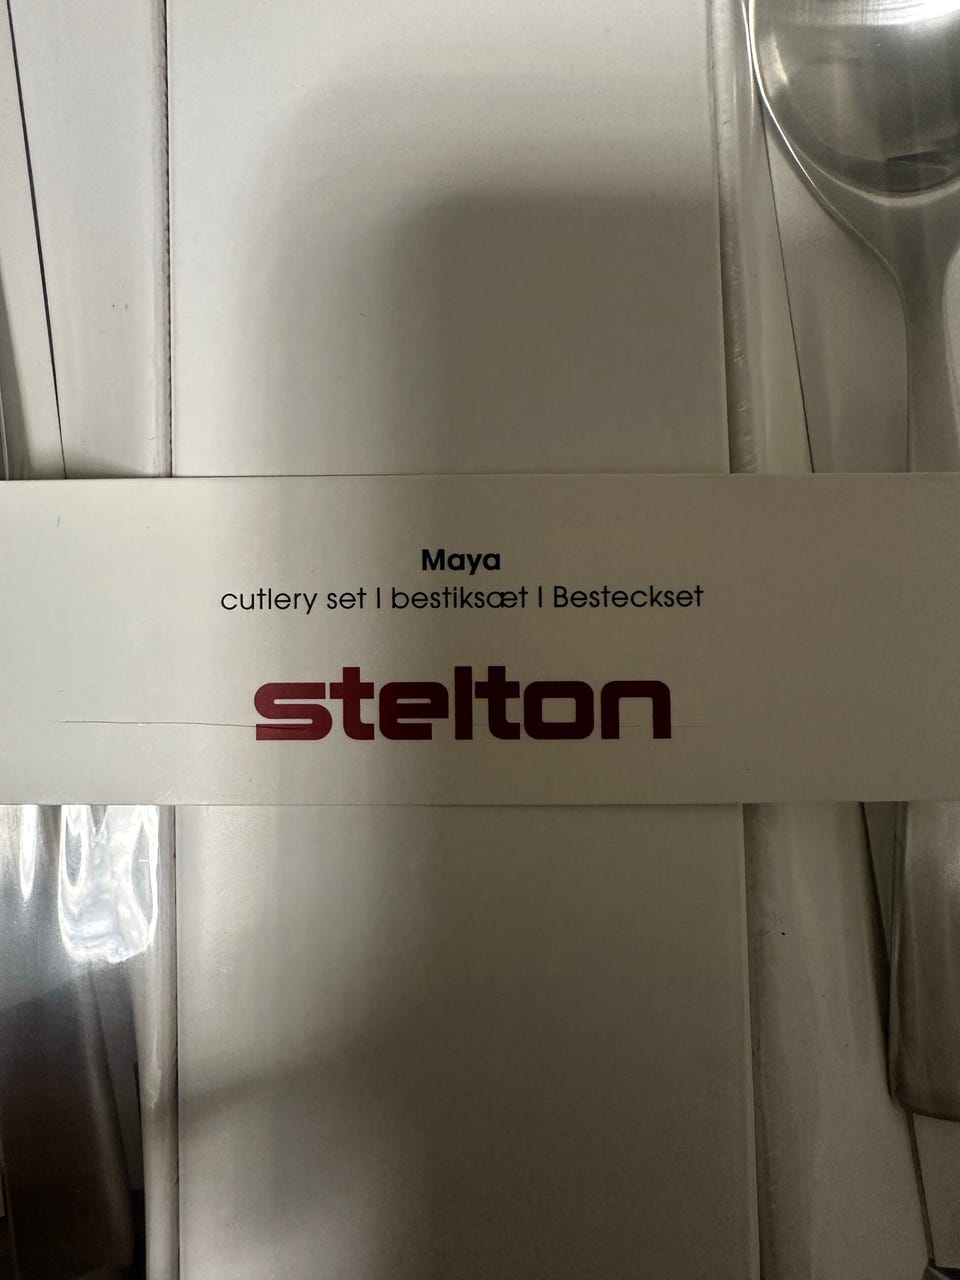 Maya
cutlery set | bestiksæt | Besteckset
stelton